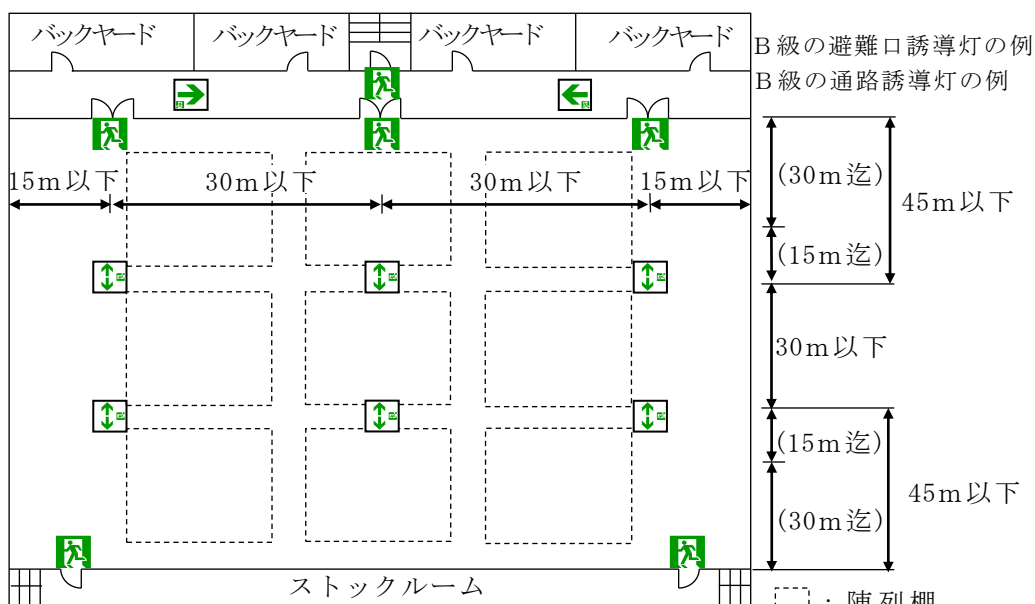 バックヤード
バックヤード
バックヤード
バックヤード
B級の避難口誘導灯の例
B級の通路誘導灯の例
15m以下
30m以下
30m以下
15m以下
(30m迄)
45m以下
(15m迄)
30m以下
(15m迄)
45m以下
(30m迄)
ストックルーム
：陳列棚